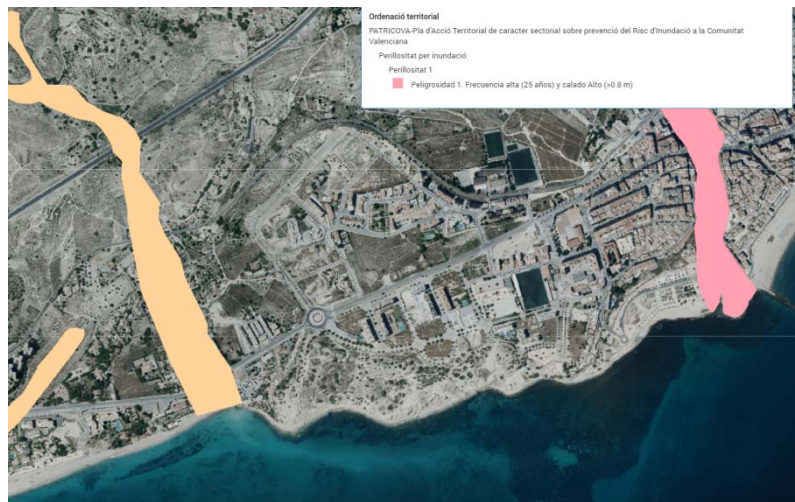 Ordenació territorial
PATRICOVA-Pla d'Acció Territorial de caràcter sectorial sobre prevenció del Risc d'Inundació a la Comunitat
Valenciana
Perillositat per inundació
Perillositat 1
Peligrosidad 1. Frecuencia alta (25 años) y calado Alto (>0.8 m)